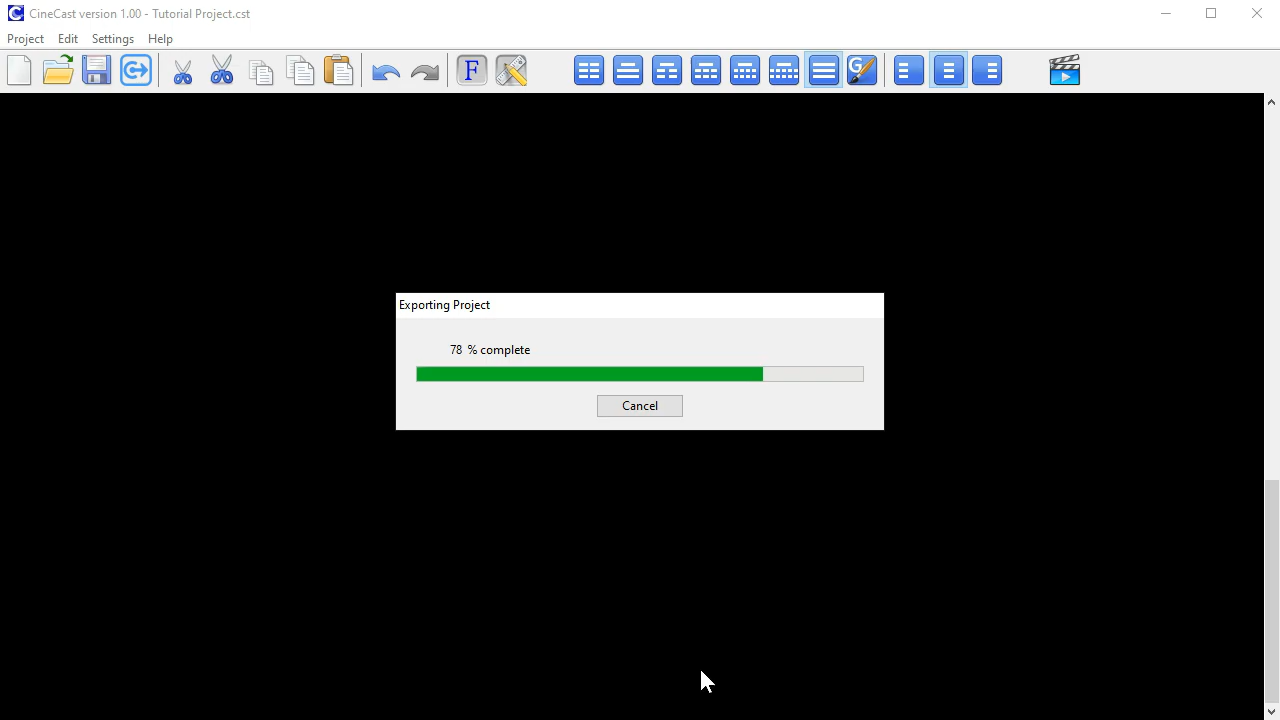 CineCast version 1.00 - Tutorial Project.cst
Project Edit Settings Help
F
G
Exporting Project
78 % complete
Cancel